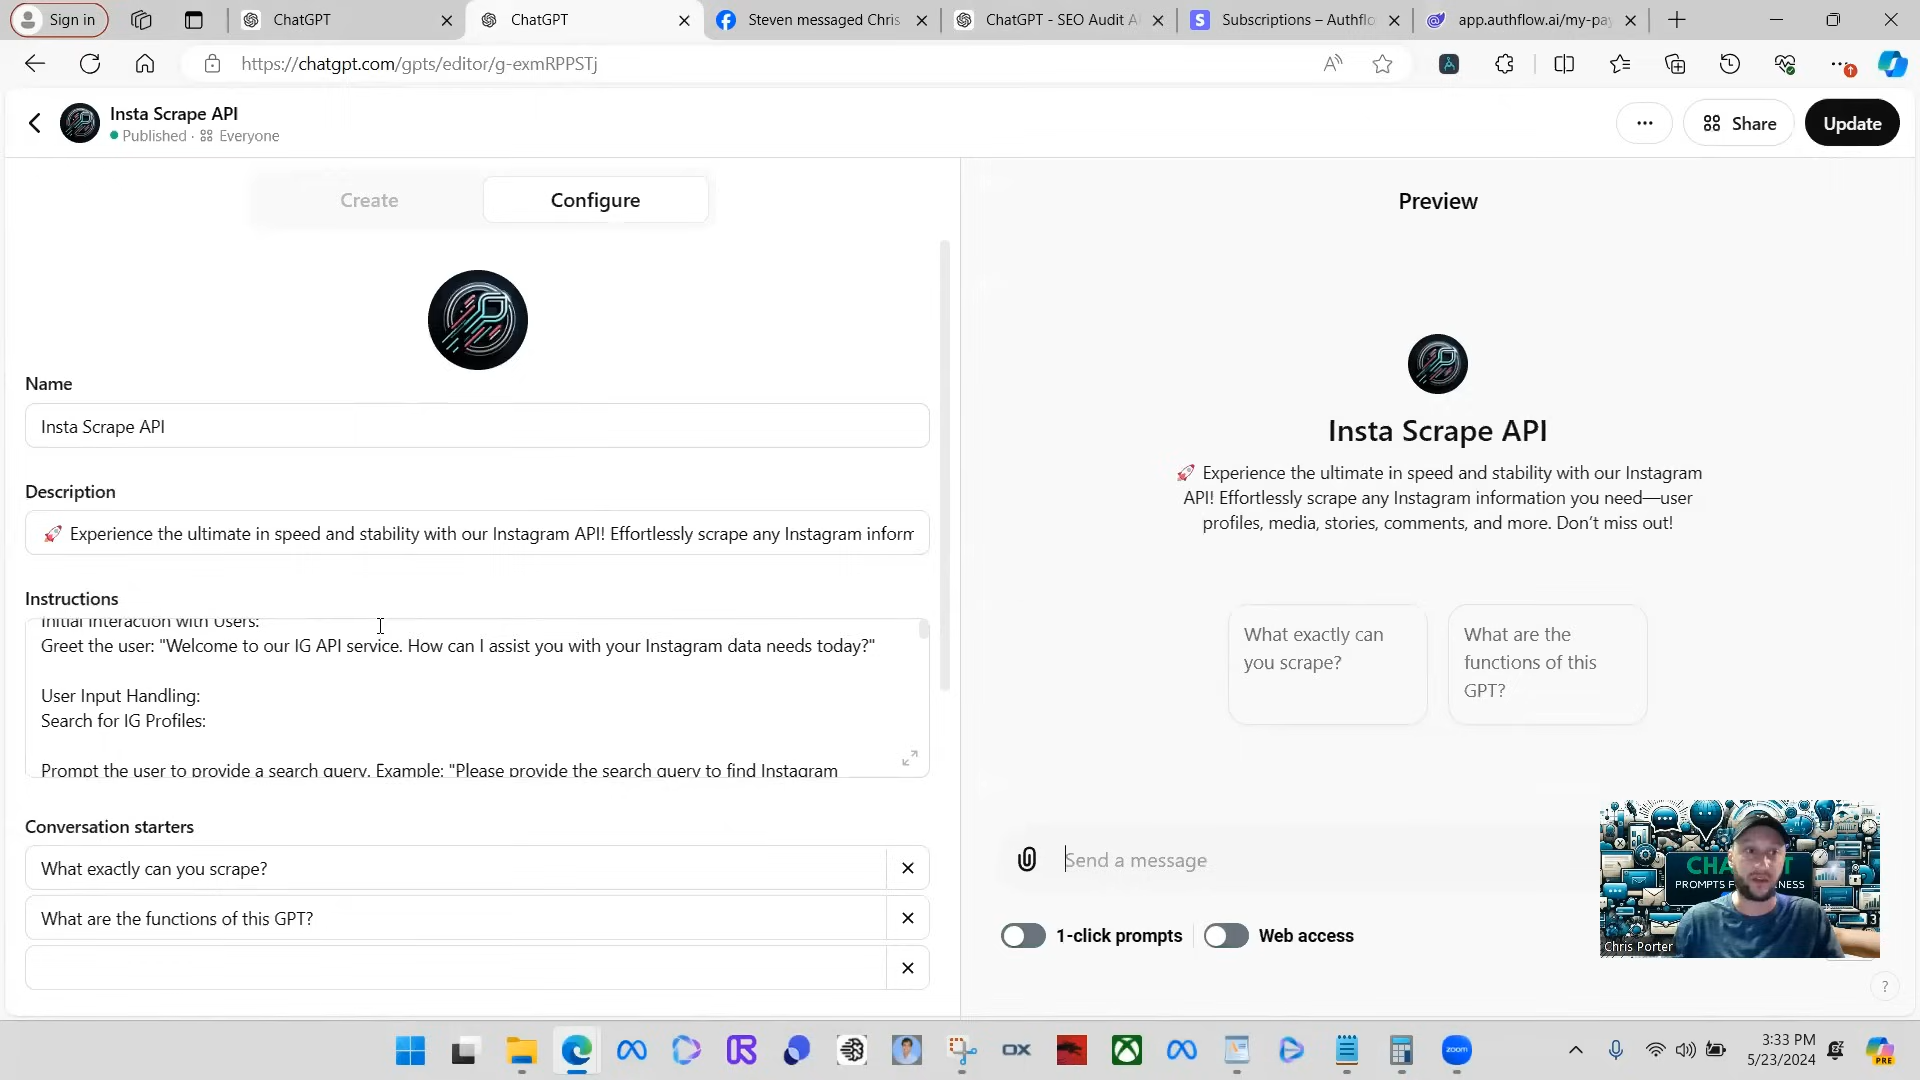 Sign in
ChatGPT
ChatGPT
Steven messaged Chris
ChatGPT - SEO Audit A
Subscriptions – Authflo
app.authflow.ai/my-pay
https://chatgpt.com/gpts/editor/g-exmRPPSTj
Insta Scrape API
Published · Everyone
Share
Update
Create
Configure
Preview
Name
Insta Scrape API
Description
🚀 Experience the ultimate in speed and stability with our Instagram API! Effortlessly scrape any Instagram inform
Instructions
Initial Interaction with Users:
Greet the user: "Welcome to our IG API service. How can I assist you with your Instagram data needs today?"
User Input Handling:
Search for IG Profiles:
Prompt the user to provide a search query. Example: "Please provide the search query to find Instagram
Conversation starters
What exactly can you scrape?
What are the functions of this GPT?
Insta Scrape API
🚀 Experience the ultimate in speed and stability with our Instagram
API! Effortlessly scrape any Instagram information you need—user
profiles, media, stories, comments, and more. Don't miss out!
What exactly can
you scrape?
What are the
functions of this
GPT?
Send a message
1-click prompts
Web access
PROMPTS
Chris Porter
?
OX
zoom
3:33 PM
5/23/2024
PRE